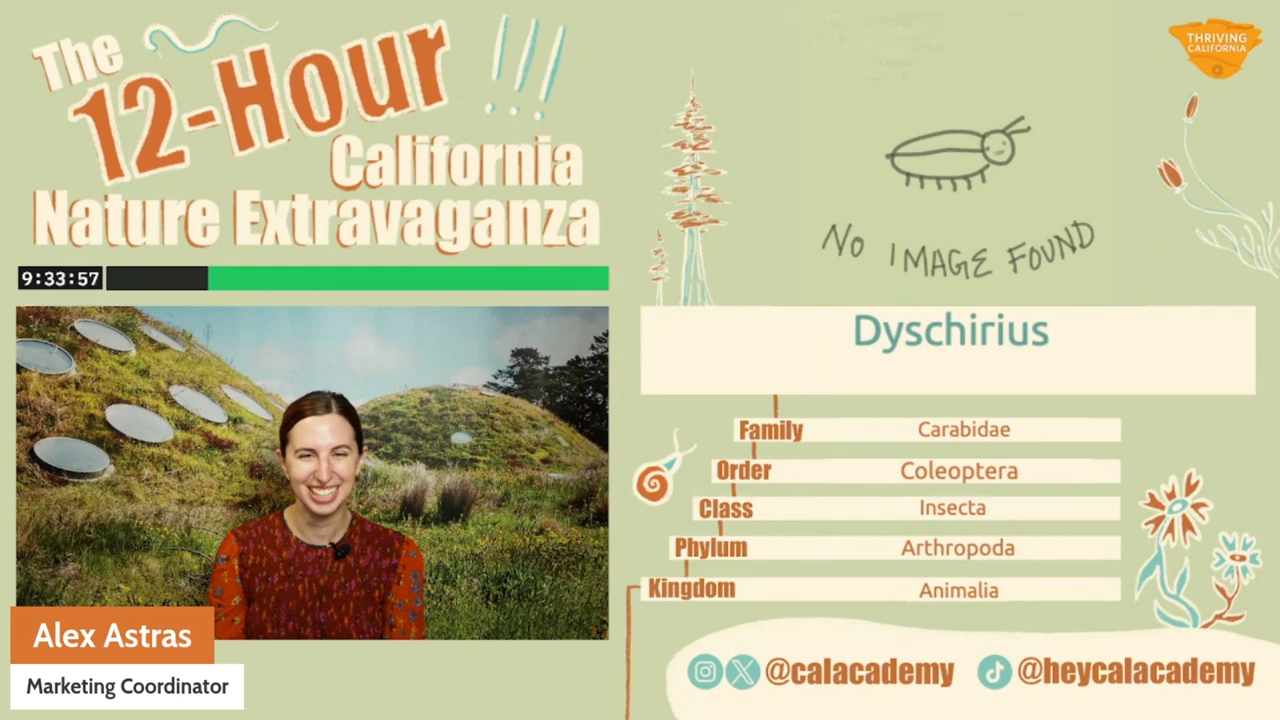 The
12-Hour !!!
California
Nature Extravaganza
9:33:57
Alex Astras
Marketing Coordinator
THRIVING
CALIFORNIA
NO IMAGE FOUND
Dyschirius
Family Carabidae
Order Coleoptera
Class Insecta
Phylum Arthropoda
Kingdom Animalia
@calacademy @heycalacademy